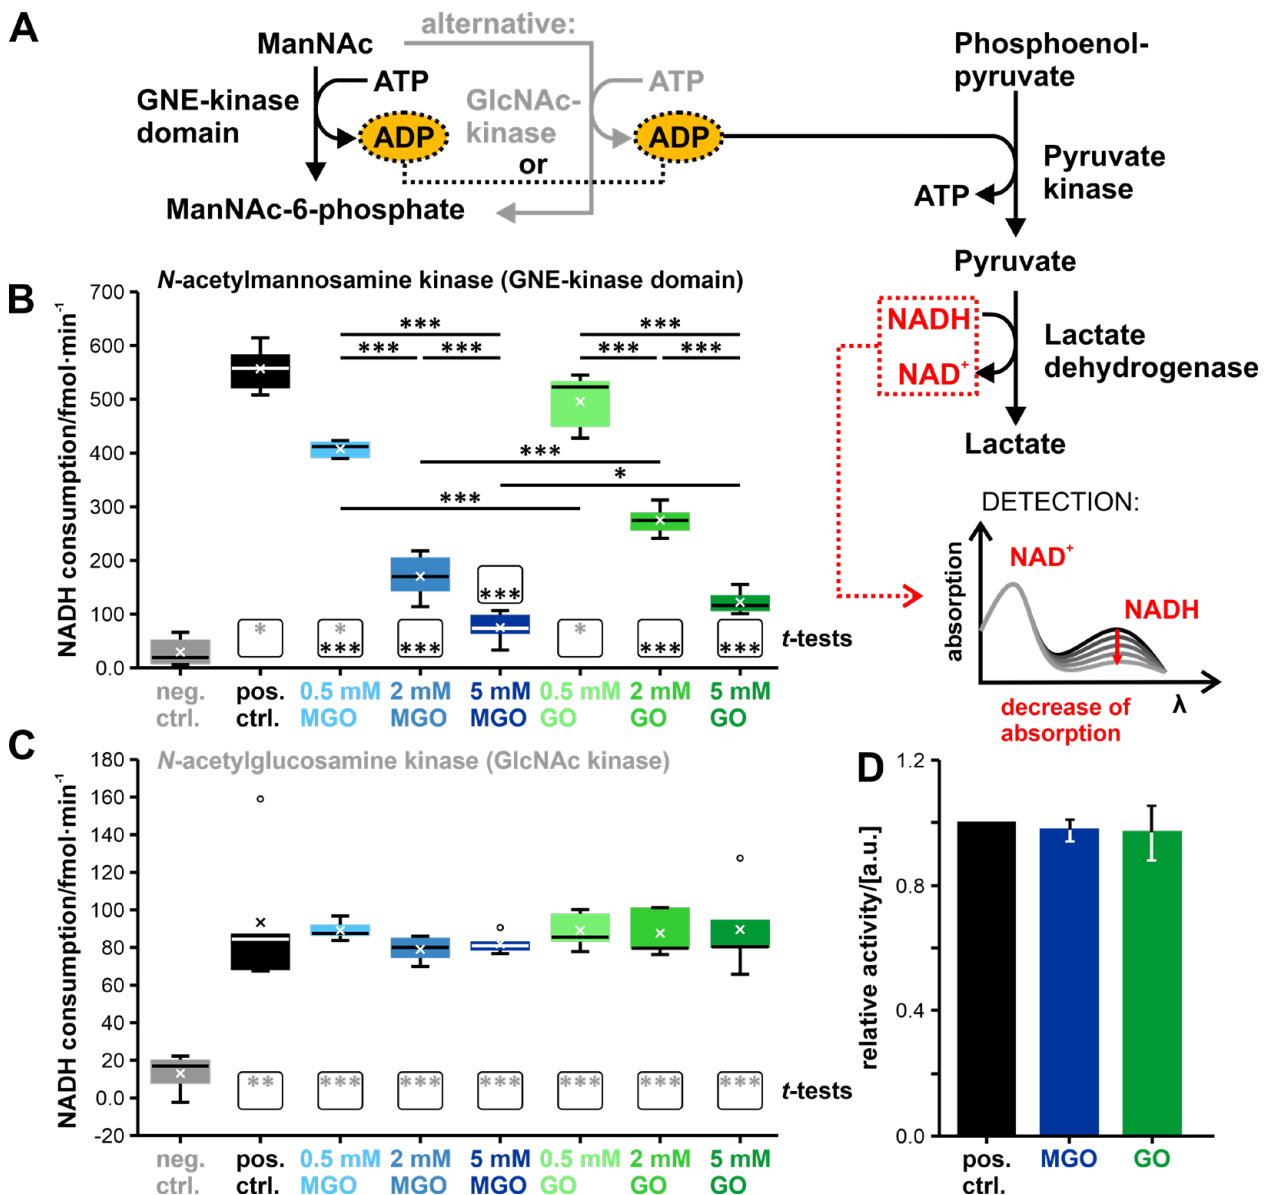 A
alternative:
ManNAc
ATP
ATP
GNE-kinase
domain
GlcNAc-
kinase
ADP
ADP
or
ManNAc-6-phosphate
Phosphoenol-
pyruvate
Pyruvate
kinase
ATP
Pyruvate
NADH
NAD+
Lactate
dehydrogenase
Lactate
DETECTION:
absorption
NAD+
NADH
λ
decrease of
absorption
B
N-acetylmannosamine kinase (GNE-kinase domain)
NADH consumption/fmol·min-1
700
600
500
400
300
200
100
0.0
***
***
***
***
***
***
***
*
***
***
* * * *
*** *** *** ***
t-tests
neg. pos. 0.5 mM 2 mM 5 mM 0.5 mM 2 mM 5 mM
ctrl. ctrl. MGO MGO MGO GO GO GO
C
N-acetylglucosamine kinase (GlcNAc kinase)
NADH consumption/fmol·min-1
180
160
140
120
100
80
60
40
20
0.0
-20
** *** *** *** *** *** ***
t-tests
neg. pos. 0.5 mM 2 mM 5 mM 0.5 mM 2 mM 5 mM
ctrl. ctrl. MGO MGO MGO GO GO GO
D
relative activity/[a.u.]
1.2
0.8
0.4
0.0
pos. MGO GO
ctrl.